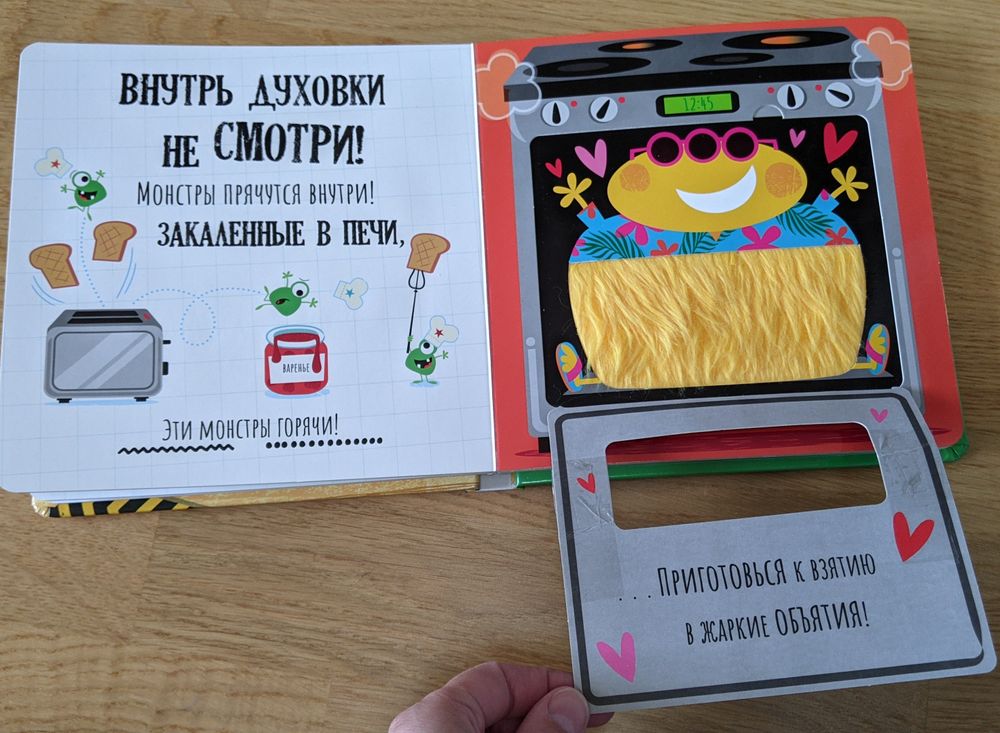 ВНУТРЬ ДУХОВКИ
НЕ СМОТРИ!
МОНСТРЫ ПРЯЧУТСЯ ВНУТРИ!
ЗАКАЛЕННЫЕ В ПЕЧИ,
ВАРЕНЬЕ
ЭТИ МОНСТРЫ ГОРЯЧИ!
12:45
...ПРИГОТОВЬСЯ К ВЗЯТИЮ
В ЖАРКИЕ ОБЪЯТИЯ!